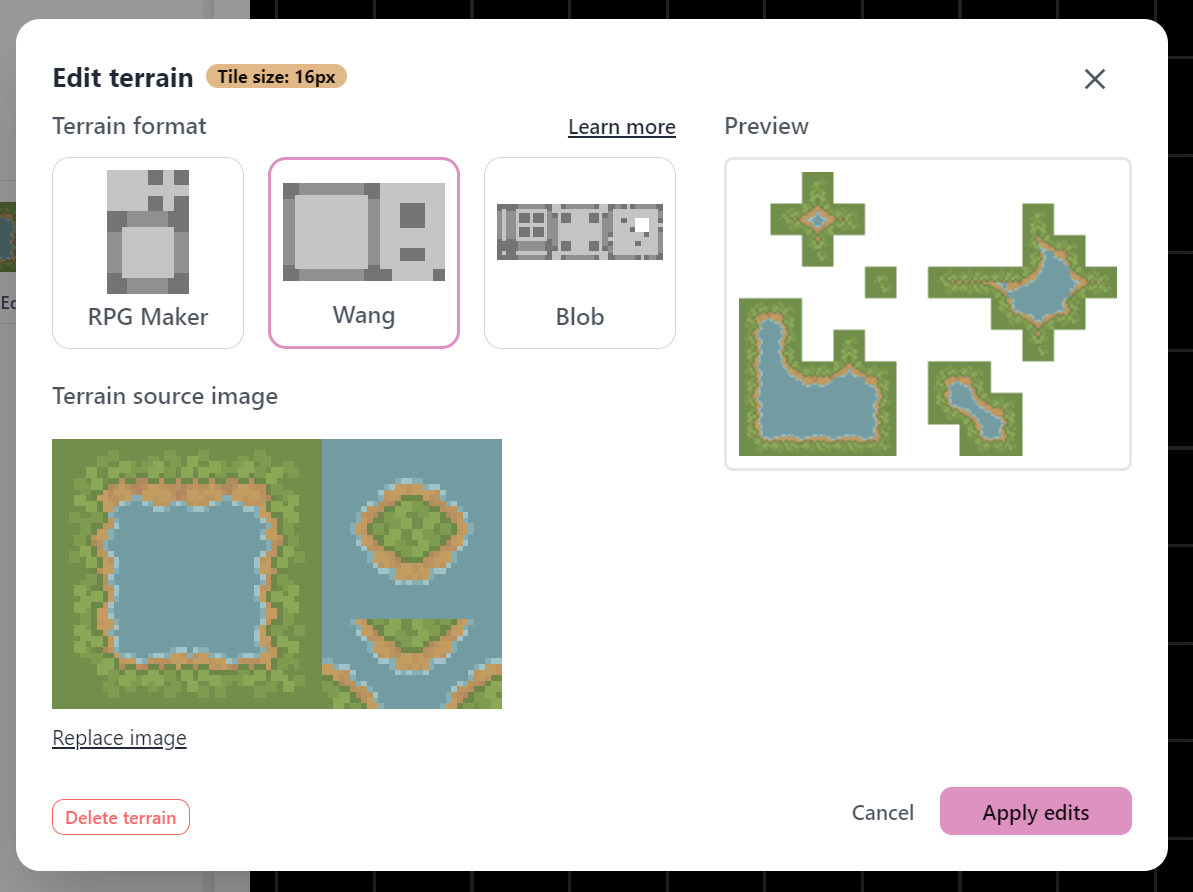 Edit terrain
Tile size: 16px
Terrain format
Learn more
Preview
RPG Maker
Wang
Blob
Terrain source image
Replace image
Delete terrain
Cancel
Apply edits